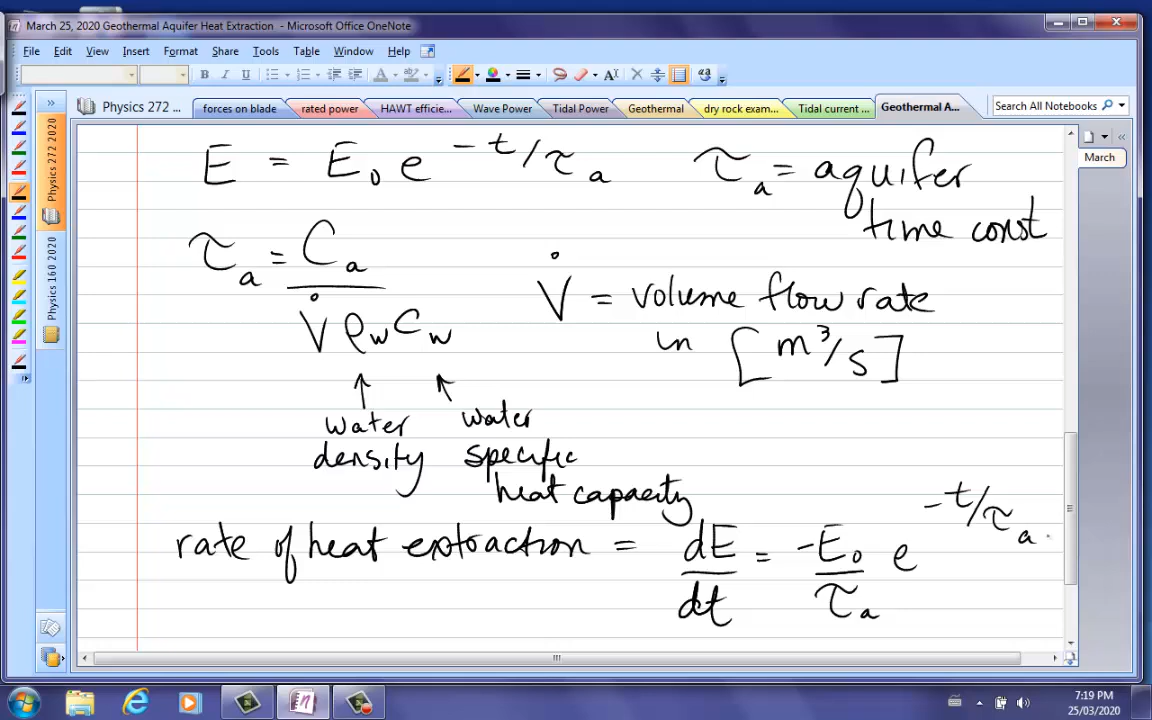 March 25, 2020 Geothermal Aquifer Heat Extraction - Microsoft Office OneNote
File Edit View Insert Format Share Tools Table Window Help
B I U A ab A
Physics 272 ... forces on blade rated power HAWT efficie... Wave Power Tidal Power Geothermal dry rock exam... Tidal current ... Geothermal A... Search All Notebooks
March
Physics 272 2020
Physics 160 2020
E = E₀ e^(-t/τₐ) τₐ = aquifer
time const
τₐ = Cₐ / (V̇ ρw Cw)
V̇ = volume flow rate
in [m³/s]
water water
density specific
heat capacity
rate of heat extraction = dE/dt = -E₀/τₐ e^(-t/τₐ)
7:19 PM
25/03/2020